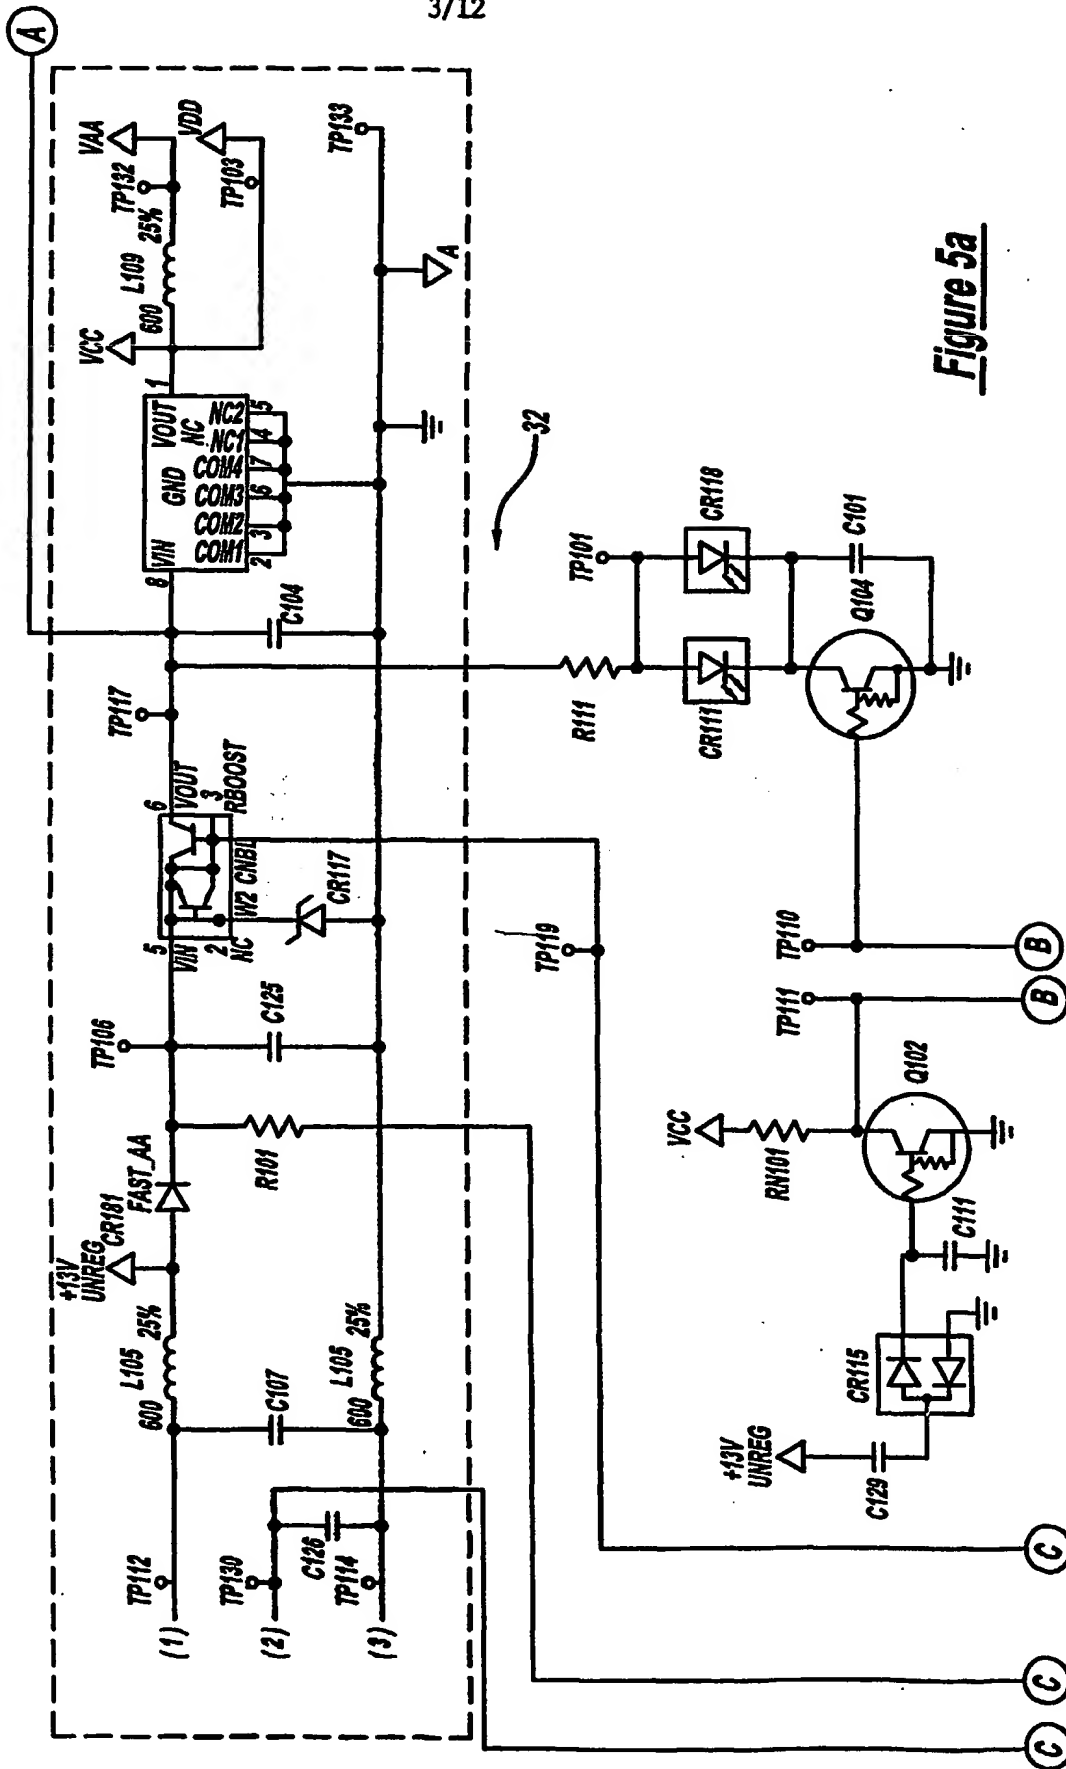 3/12
A
VAA
VDD
TP132
TP103
TP133
25%
L109
600
VCC
A
1
VOUT
NC
GND
VIN
8
NC2
NC1
COM4
COM3
COM2
COM1
5
4
7
6
3
2
C104
32
Figure 5a
TP117
6
VOUT
3
RBOOST
CNBL
W2
5
VIN
2
NC
CR117
TP101
CR118
C101
R111
CR111
Q104
TP106
C125
TP119
TP110
B
TP111
B
FAST_AA
CR181
R101
+13V
UNREG
25%
L105
600
C107
25%
L105
600
VCC
RN101
Q102
C111
CR115
+13V
UNREG
C129
TP112
TP130
C126
TP114
(1)
(2)
(3)
C
C
C